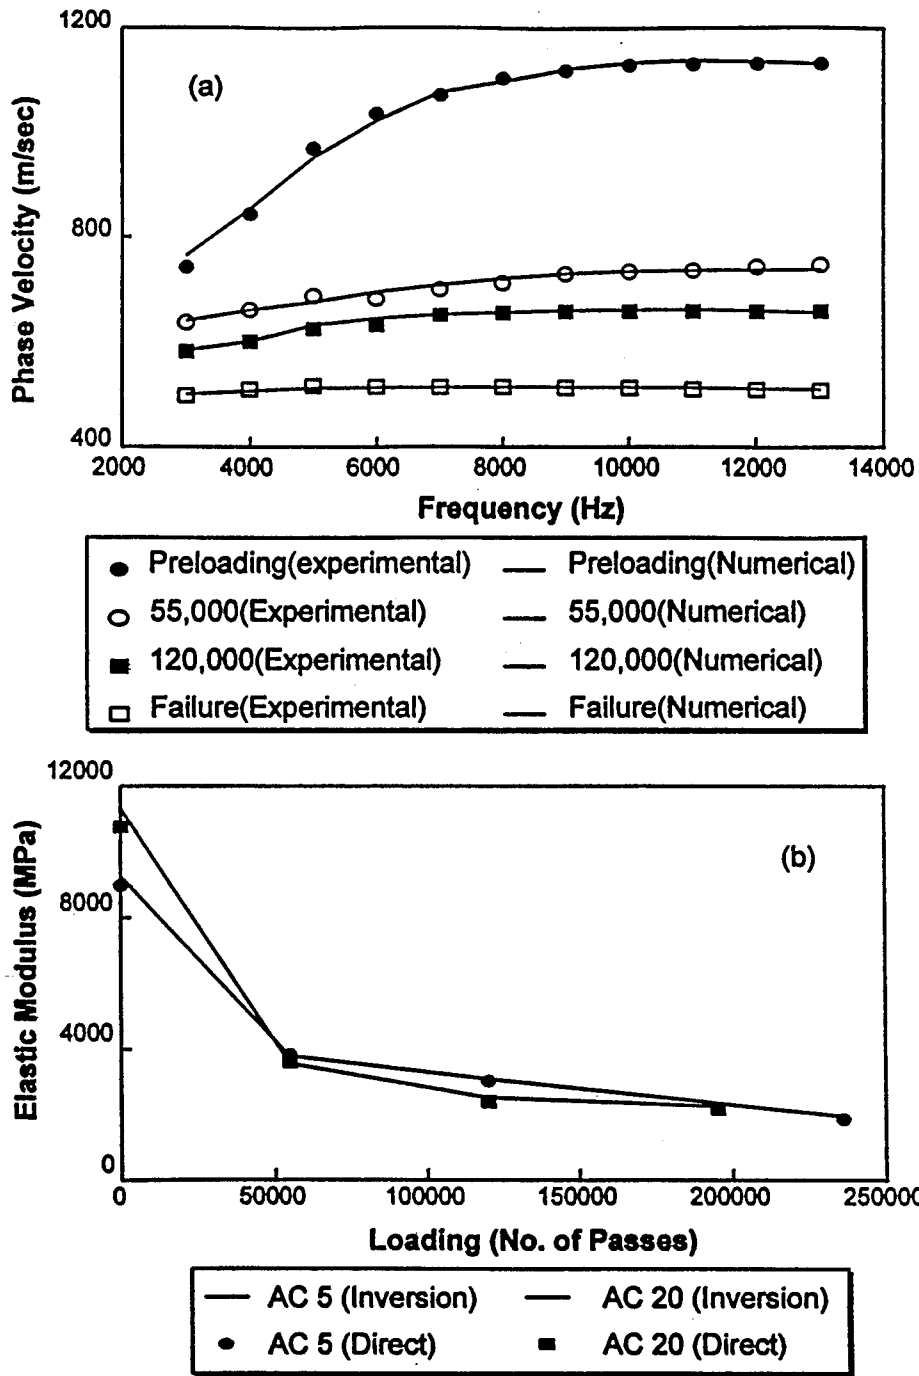 1200
(a)
Phase Velocity (m/sec)
800
400
2000 4000 6000 8000 10000 12000 14000
Frequency (Hz)
Preloading(experimental) Preloading(Numerical)
55,000(Experimental) 55,000(Numerical)
120,000(Experimental) 120,000(Numerical)
Failure(Experimental) Failure(Numerical)
12000
(b)
Elastic Modulus (MPa)
8000
4000
0
0 50000 100000 150000 200000 250000
Loading (No. of Passes)
AC 5 (Inversion) AC 20 (Inversion)
AC 5 (Direct) AC 20 (Direct)